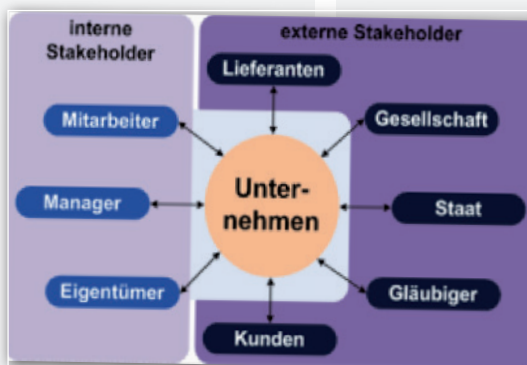 interne
Stakeholder
externe Stakeholder
Lieferanten
Mitarbeiter
Gesellschaft
Manager
Unter-
nehmen
Staat
Eigentümer
Gläubiger
Kunden